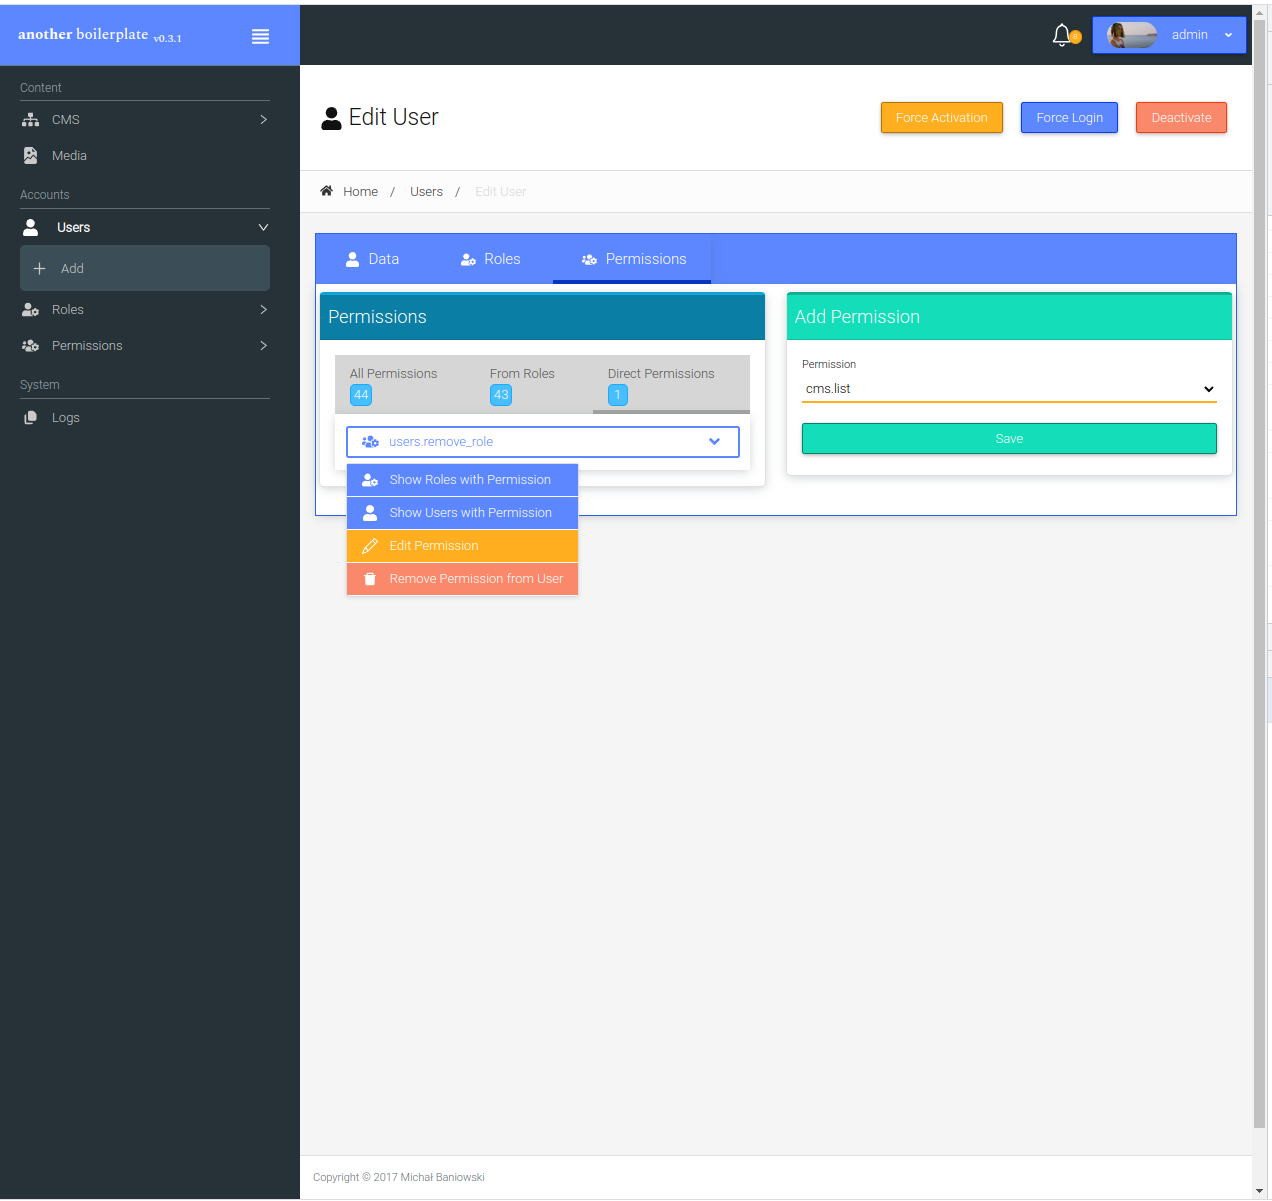 another boilerplate v0.3.1
admin
Content
CMS
Media
Accounts
Users
Add
Roles
Permissions
System
Logs
Edit User
Force Activation
Force Login
Deactivate
Home / Users / Edit User
Data
Roles
Permissions
Permissions
All Permissions
44
From Roles
43
Direct Permissions
1
users.remove_role
Show Roles with Permission
Show Users with Permission
Edit Permission
Remove Permission from User
Add Permission
Permission
cms.list
Save
Copyright © 2017 Michał Baniowski